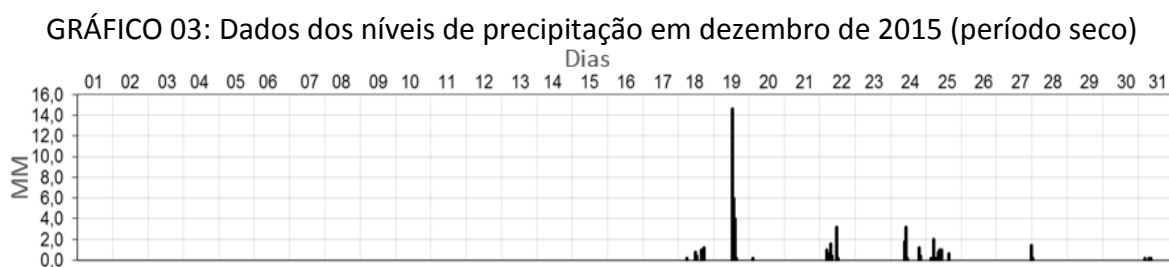 GRÁFICO 03: Dados dos níveis de precipitação em dezembro de 2015 (período seco)
Dias
01 02 03 04 05 06 07 08 09 10 11 12 13 14 15 16 17 18 19 20 21 22 23 24 25 26 27 28 29 30 31
16,0
14,0
12,0
10,0
8,0
6,0
4,0
2,0
0,0
MM